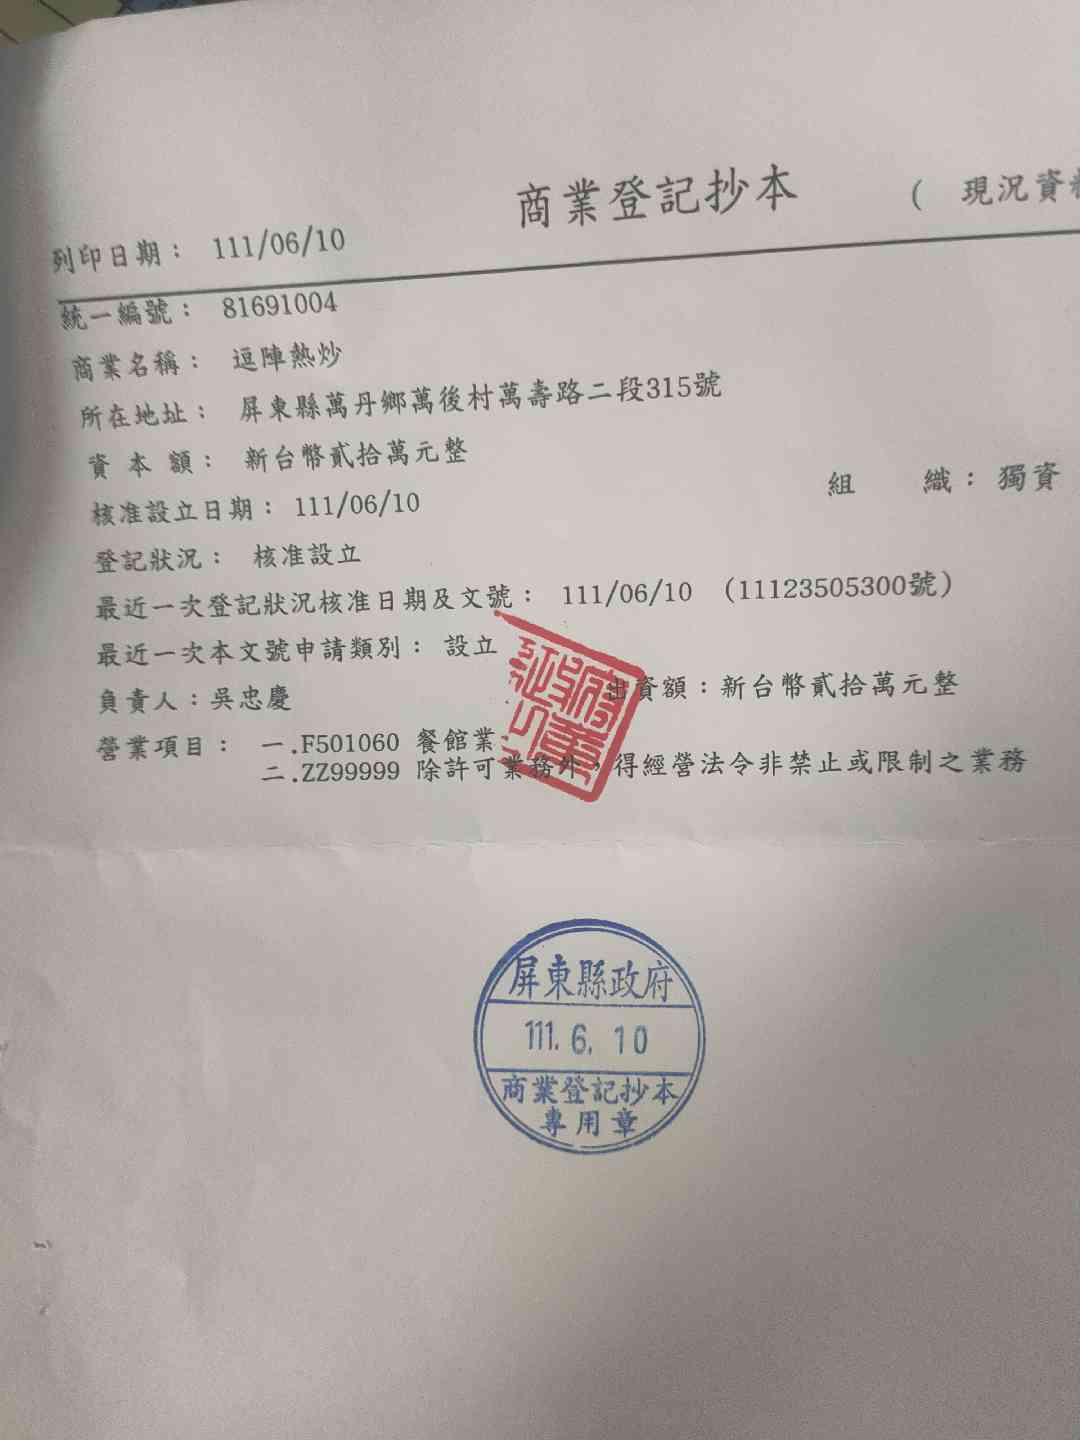 商業登記抄本 ( 現況資料
列印日期： 111/06/10
統一編號： 81691004
商業名稱： 逗陣熱炒
所在地址： 屏東縣萬丹鄉萬後村萬壽路二段315號
資本額： 新台幣貳拾萬元整
組織：獨資
核准設立日期： 111/06/10
登記狀況： 核准設立
最近一次登記狀況核准日期及文號： 111/06/10 (11123505300號)
最近一次本文號申請類別： 設立
負責人：吳忠慶 出資額：新台幣貳拾萬元整
營業項目： 一.F501060 餐館業
二.ZZ99999 除許可業務外，得經營法令非禁止或限制之業務
屏東縣政府
111. 6. 10
商業登記抄本
專用章